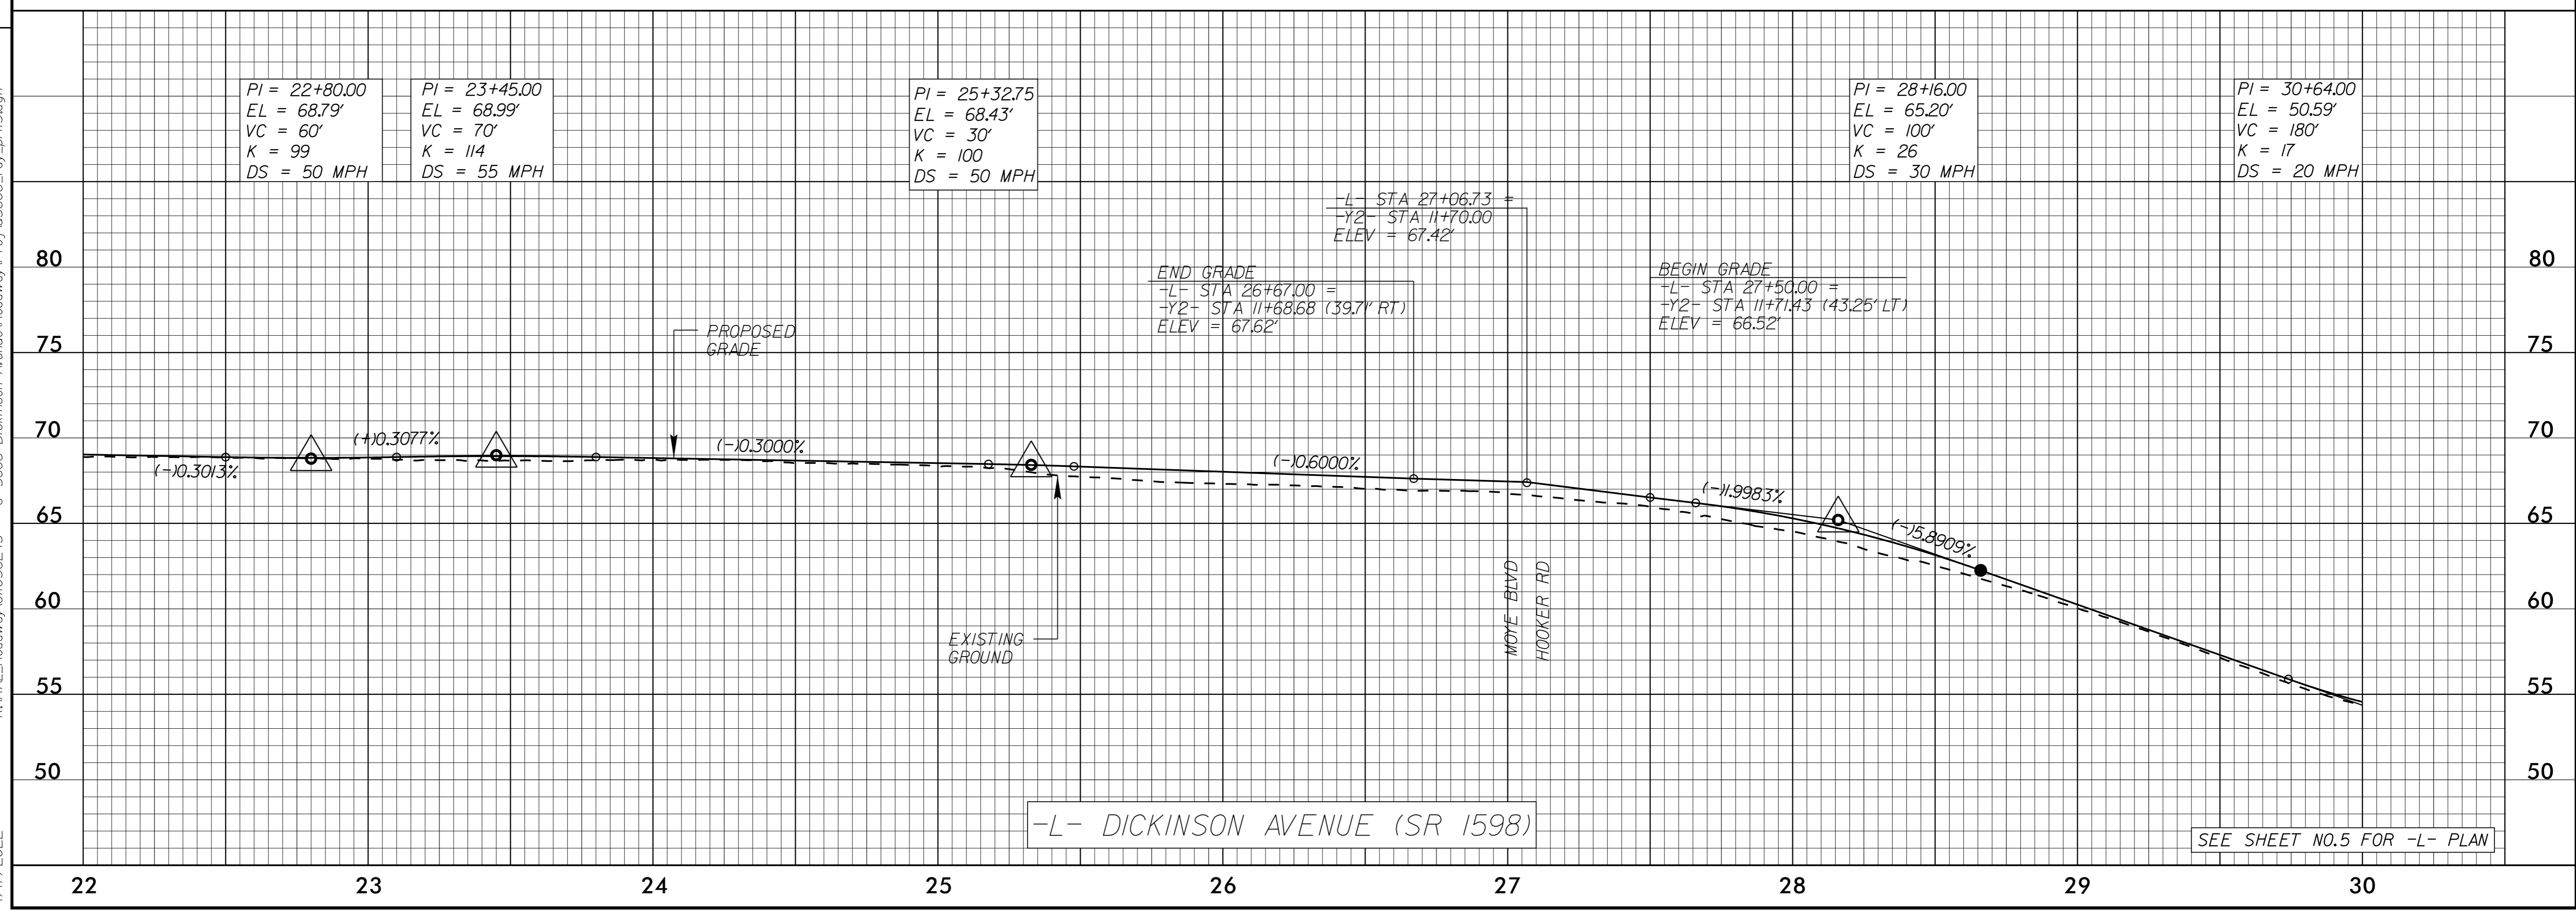 PI = 22+80.00
EL = 68.79'
VC = 60'
K = 99
DS = 50 MPH
PI = 23+45.00
EL = 68.99'
VC = 70'
K = 114
DS = 55 MPH
PI = 25+32.75
EL = 68.43'
VC = 30'
K = 100
DS = 50 MPH
PI = 28+16.00
EL = 65.20'
VC = 100'
K = 26
DS = 30 MPH
PI = 30+64.00
EL = 50.59'
VC = 180'
K = 17
DS = 20 MPH
-L- STA 27+06.73 =
-Y2- STA 11+70.00
ELEV = 67.42'
END GRADE
-L- STA 26+67.00 =
-Y2- STA 11+68.68 (39.71' RT)
ELEV = 67.62'
BEGIN GRADE
-L- STA 27+50.00 =
-Y2- STA 11+71.43 (43.25' LT)
ELEV = 66.52'
PROPOSED
GRADE
80 80
75 75
70 70
65 65
60 60
55 55
50 50
(-)0.3013%
(+)0.3077%
(-)0.3000%
(-)0.6000%
(-)1.9983%
(-)5.8909%
EXISTING
GROUND
MOYE BLVD
HOOKER RD
-L- DICKINSON AVENUE (SR 1598)
SEE SHEET NO.5 FOR -L- PLAN
22 23 24 25 26 27 28 29 30